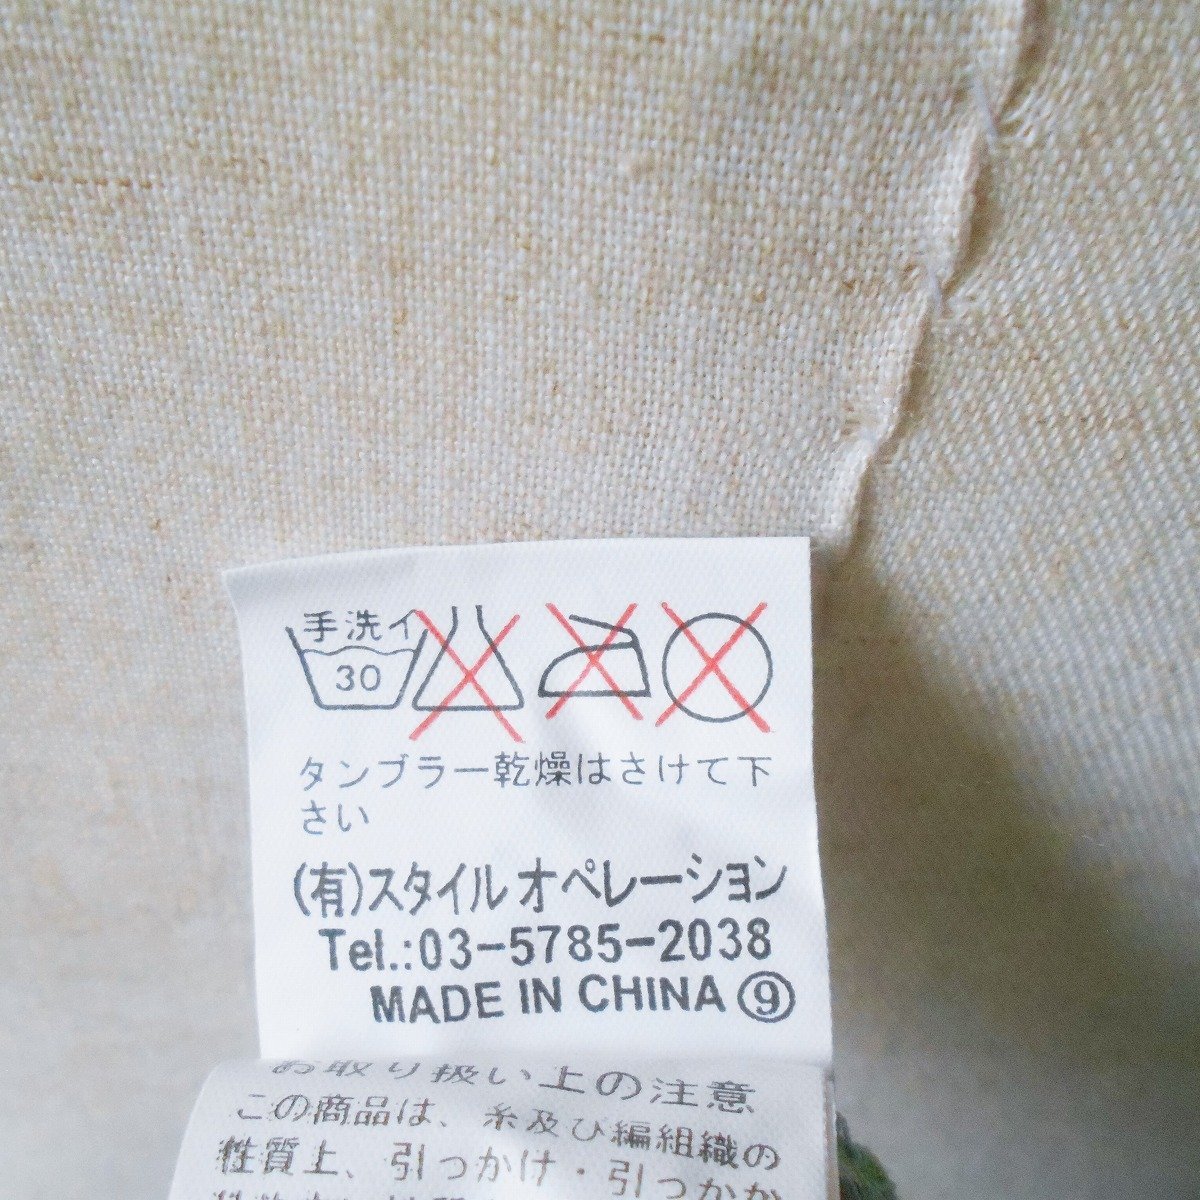 手洗イ
30
タンブラー乾燥はさけて下
さい
(有)スタイルオペレーション
Tel.:03-5785-2038
MADE IN CHINA ⑨
お取り扱い上の注意
この商品は、糸及び編組織の
性質上、引っかけ・引っかか